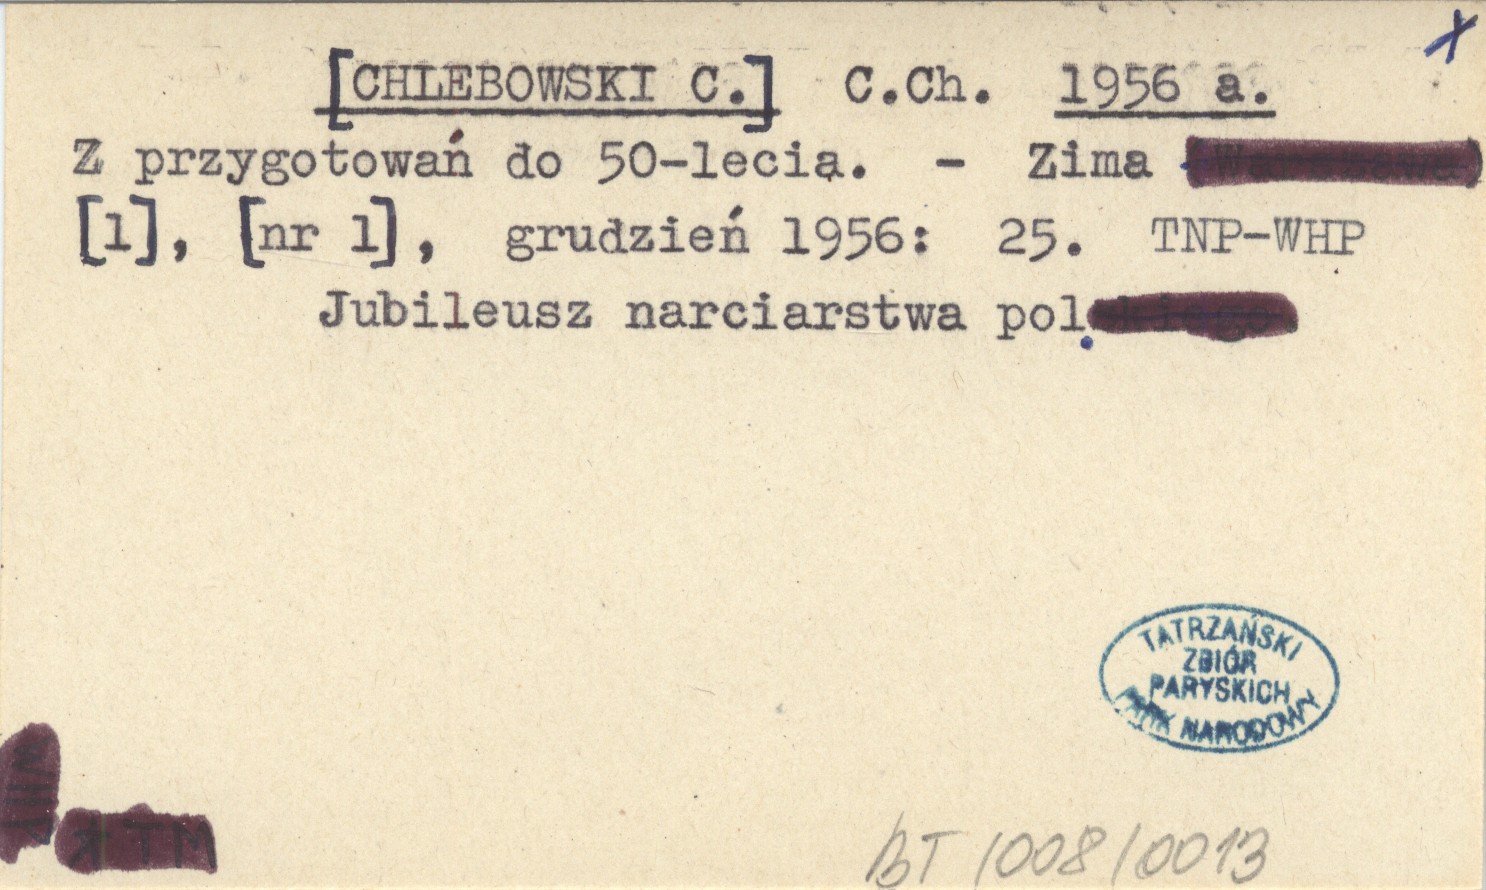 [CHLEBOWSKI C.] C.Ch. 1956 a.
Z przygotowań do 50-lecia. - Zima
[1], [nr 1], grudzień 1956: 25. TNP-WHP
Jubileusz narciarstwa pol.
TATRZAŃSKI
ZBIÓR
PARYSKICH
PARK NARODOWY
BT 1008/0013